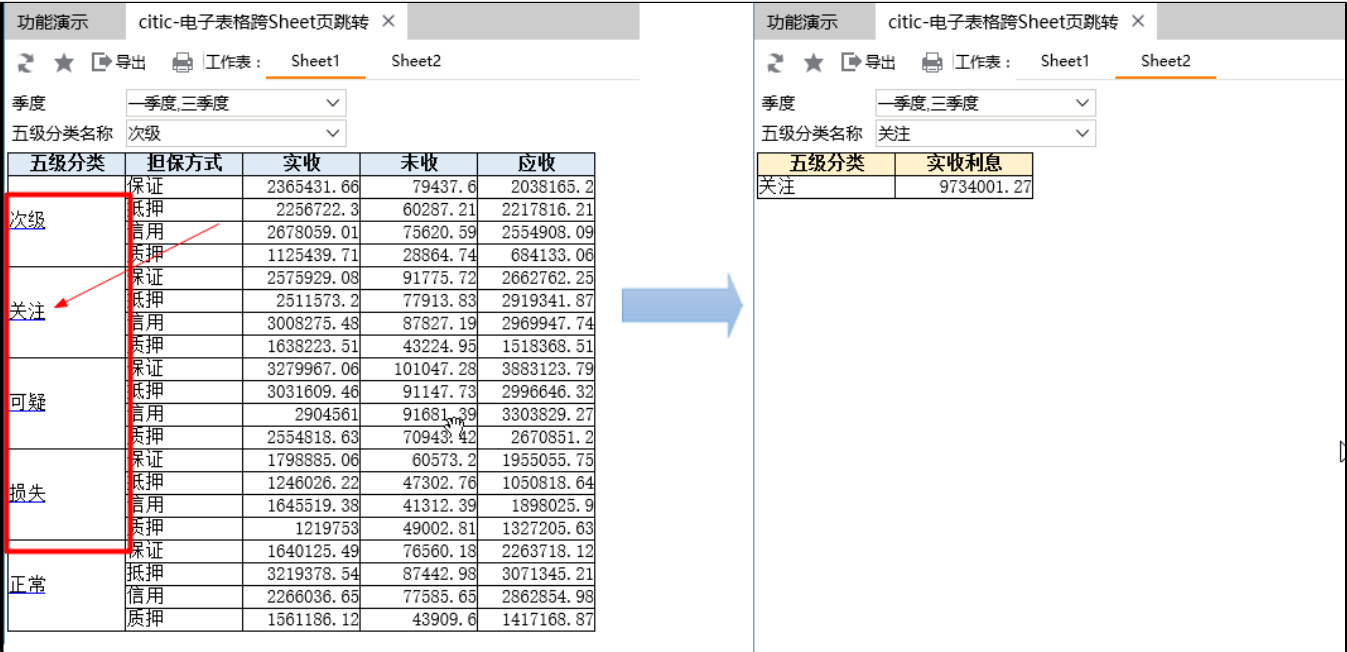 功能演示 citic-电子表格跨Sheet页跳转 ×
导出 工作表： Sheet1 Sheet2
季度 一季度,三季度
五级分类名称 次级
五级分类 担保方式 实收 未收 应收
次级 保证 2365431.66 79437.6 2038165.2
抵押 2256722.3 60287.21 2217816.21
信用 2678059.01 75620.59 2554908.09
质押 1125439.71 28864.74 684133.06
关注 保证 2575929.08 91775.72 2662762.25
抵押 2511573.2 77913.83 2919341.87
信用 3008275.48 87827.19 2969947.74
质押 1638223.51 43224.95 1518368.51
可疑 保证 3279967.06 101047.28 3883123.79
抵押 3031609.46 91147.73 2996646.32
信用 2904561 91681.39 3303829.27
质押 2554818.63 70943.42 2670851.2
损失 保证 1798885.06 60573.2 1955055.75
抵押 1246026.22 47302.76 1050818.64
信用 1645519.38 41312.39 1898025.9
质押 1219753 49002.81 1327205.63
正常 保证 1640125.49 76560.18 2263718.12
抵押 3219378.54 87442.98 3071345.21
信用 2266036.65 77585.65 2862854.98
质押 1561186.12 43909.6 1417168.87
功能演示 citic-电子表格跨Sheet页跳转 ×
导出 工作表： Sheet1 Sheet2
季度 一季度,三季度
五级分类名称 关注
五级分类 实收利息
关注 9734001.27